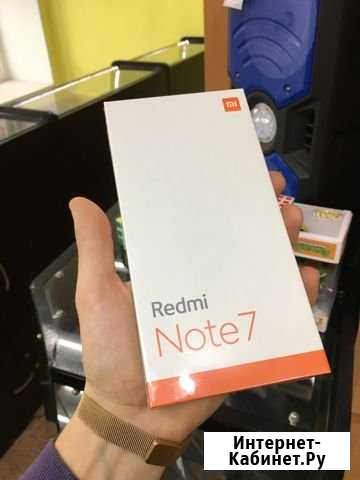 mi
Redmi
Note7
Интернет-
Кабинет.Ру